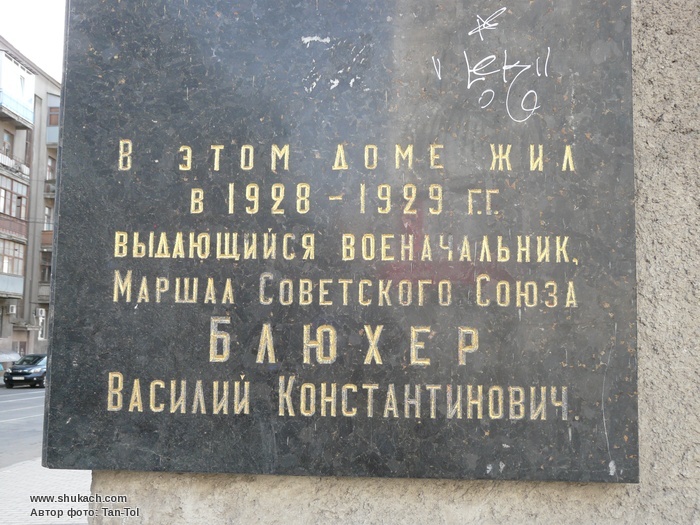 В этом доме жил
в 1928 – 1929 г.г.
выдающийся военачальник,
Маршал Советского Союза
Блюхер
Василий Константинович.
www.shukach.com
Автор фото: Tan-Tol